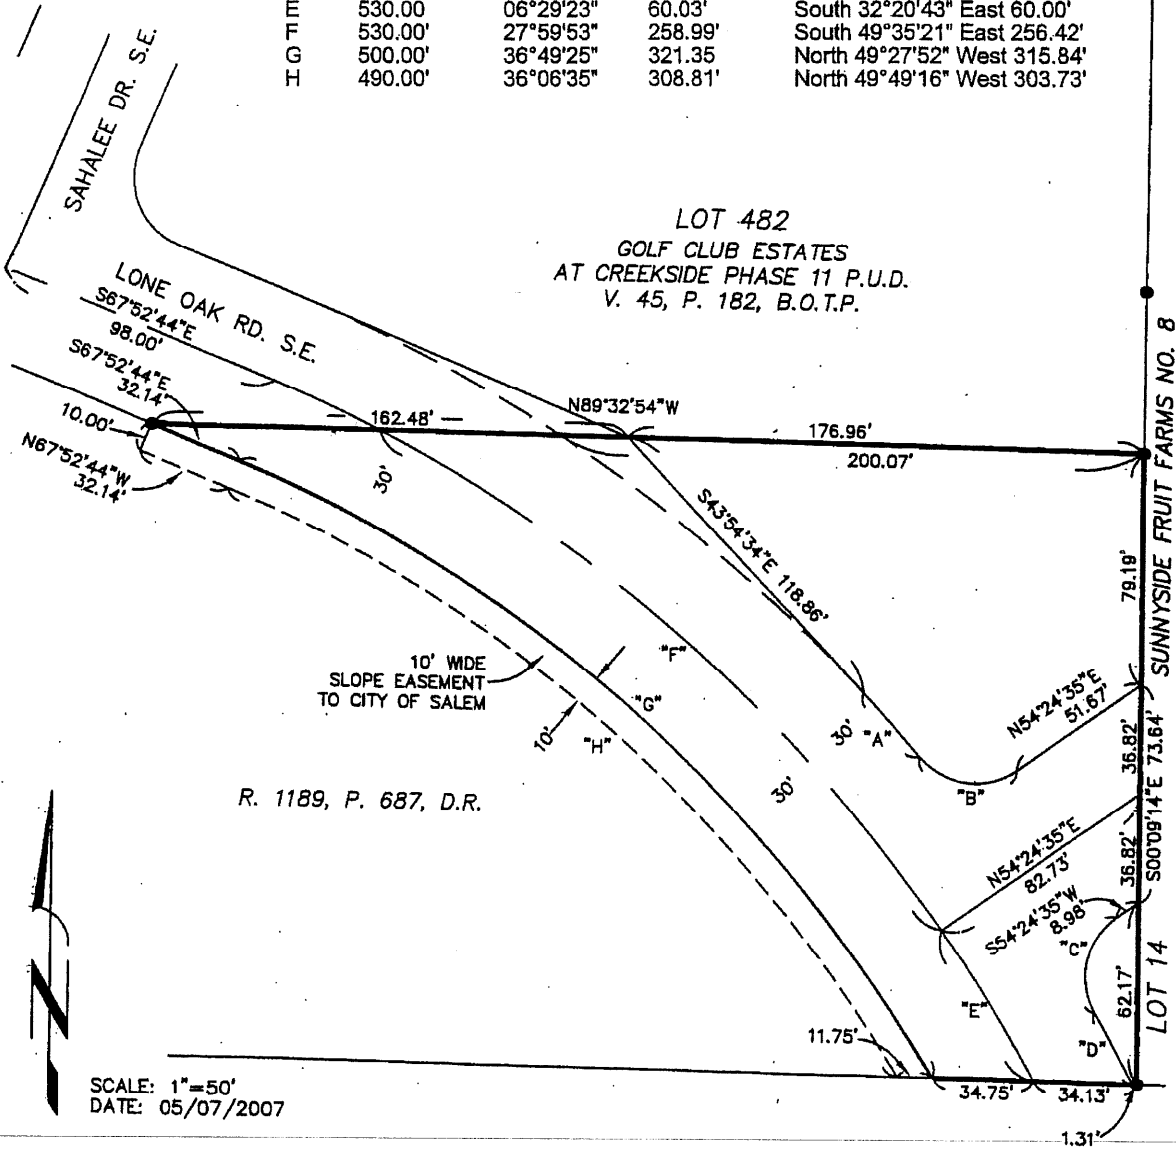 E 530.00 06°29'23" 60.03' South 32°20'43" East 60.00'
F 530.00' 27°59'53" 258.99' South 49°35'21" East 256.42'
G 500.00' 36°49'25" 321.35 North 49°27'52" West 315.84'
H 490.00' 36°06'35" 308.81' North 49°49'16" West 303.73'
SAHALEE DR. S.E.
LOT 482
GOLF CLUB ESTATES
AT CREEKSIDE PHASE 11 P.U.D.
V. 45, P. 182, B.O.T.P.
LONE OAK RD. S.E.
S67°52'44"E
98.00'
S67°52'44"E
32.14'
10.00'
N67°52'44"W
32.14'
162.48'
N89°32'54"W
176.96'
200.07'
30'
S43°54'34"E 118.86'
79.19'
SUNNYSIDE FRUIT FARMS NO. 8
LOT 14
10' WIDE
SLOPE EASEMENT
TO CITY OF SALEM
"F"
"G"
"H"
10'
30'
"A"
30'
"B"
N54°24'35"E
51.67'
36.82'
S00°09'14"E 73.64'
36.82'
N54°24'35"E
82.73'
S54°24'35"W
8.98'
"C"
62.17'
"D"
"E"
R. 1189, P. 687, D.R.
N
11.75'
34.75'
34.13'
1.31'
SCALE: 1"=50'
DATE: 05/07/2007